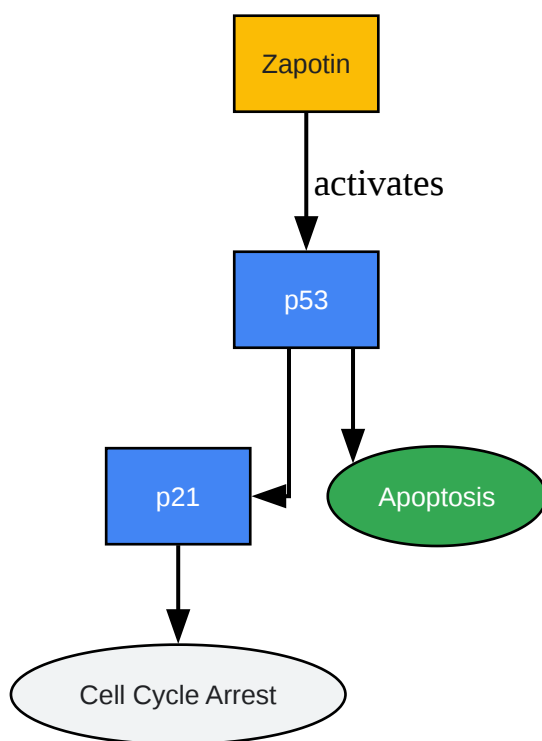 Zapotin
activates
p53
p21
Apoptosis
Cell Cycle Arrest